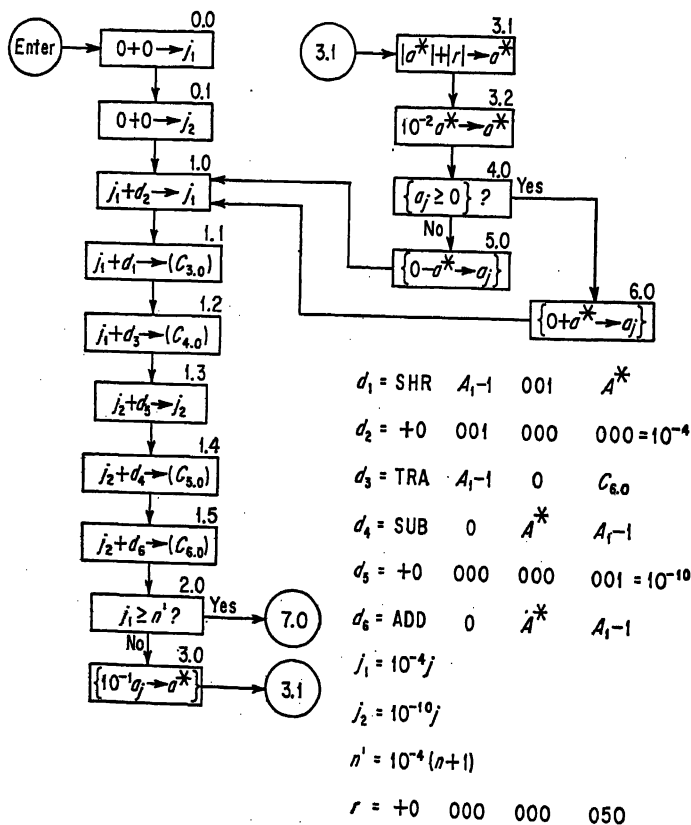 0.0
Enter
0+0→j₁
0.1
0+0→j₂
1.0
j₁+d₂→j₁
1.1
j₁+d₁→(C₃.₀)
1.2
j₁+d₃→(C₄.₀)
1.3
j₂+d₅→j₂
1.4
j₂+d₄→(C₅.₀)
1.5
j₂+d₆→(C₆.₀)
2.0
j₁≥n'?
Yes
7.0
No
3.0
{10⁻¹aⱼ→a*}
3.1
3.1
3.1
|a*|+|r|→a*
3.2
10⁻²a*→a*
4.0
{aⱼ≥0}?
Yes
No
5.0
{0-a*→aⱼ}
6.0
{0+a*→aⱼ}
d₁ = SHR A₁-1 001 A*
d₂ = +0 001 000 000 = 10⁻⁴
d₃ = TRA A₁-1 0 C₆.₀
d₄ = SUB 0 A* A₁-1
d₅ = +0 000 000 001 = 10⁻¹⁰
d₆ = ADD 0 A* A₁-1
j₁ = 10⁻⁴j
j₂ = 10⁻¹⁰j
n' = 10⁻⁴(n+1)
r = +0 000 000 050